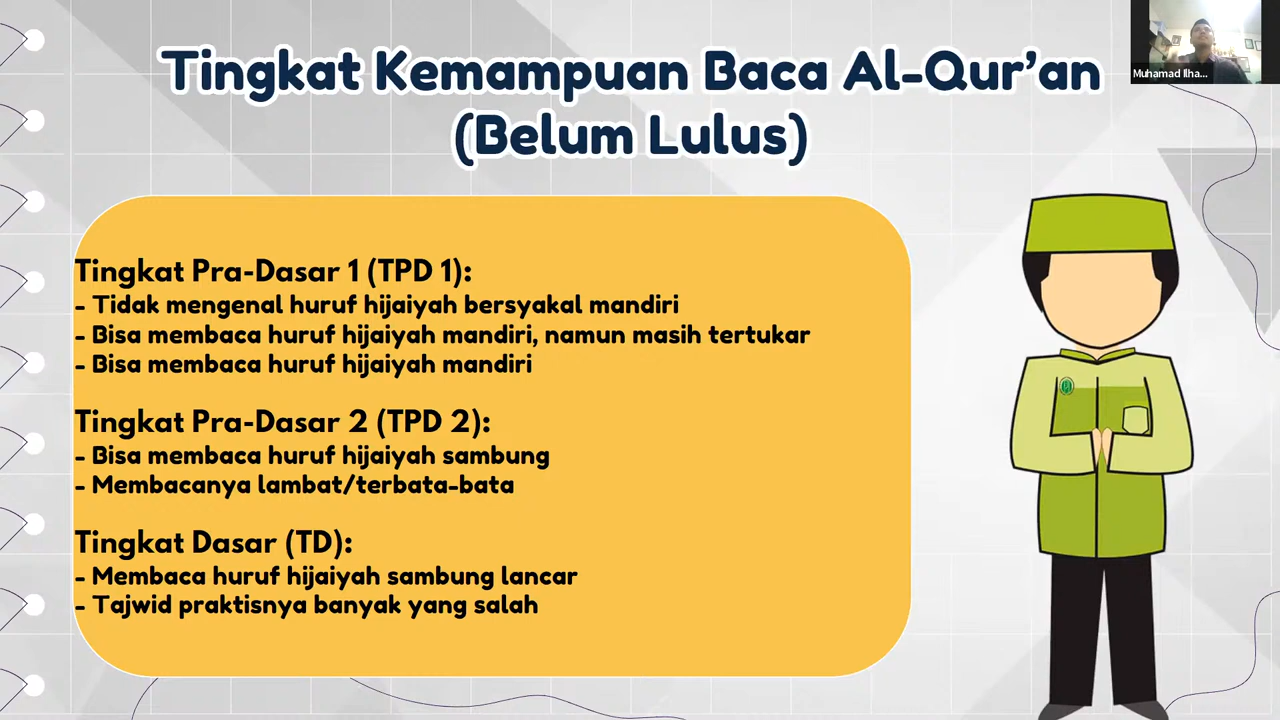 Tingkat Kemampuan Baca Al-Qur’an
(Belum Lulus)
Muhamad Ilha...
Tingkat Pra-Dasar 1 (TPD 1):
- Tidak mengenal huruf hijaiyah bersyakal mandiri
- Bisa membaca huruf hijaiyah mandiri, namun masih tertukar
- Bisa membaca huruf hijaiyah mandiri
Tingkat Pra-Dasar 2 (TPD 2):
- Bisa membaca huruf hijaiyah sambung
- Membacanya lambat/terbata-bata
Tingkat Dasar (TD):
- Membaca huruf hijaiyah sambung lancar
- Tajwid praktisnya banyak yang salah